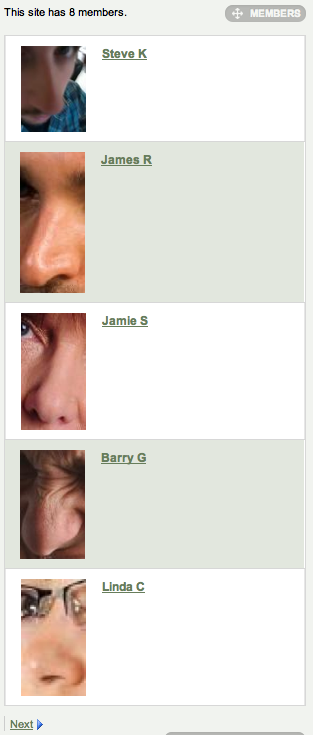 This site has 8 members.
MEMBERS
Steve K
James R
Jamie S
Barry G
Linda C
Next